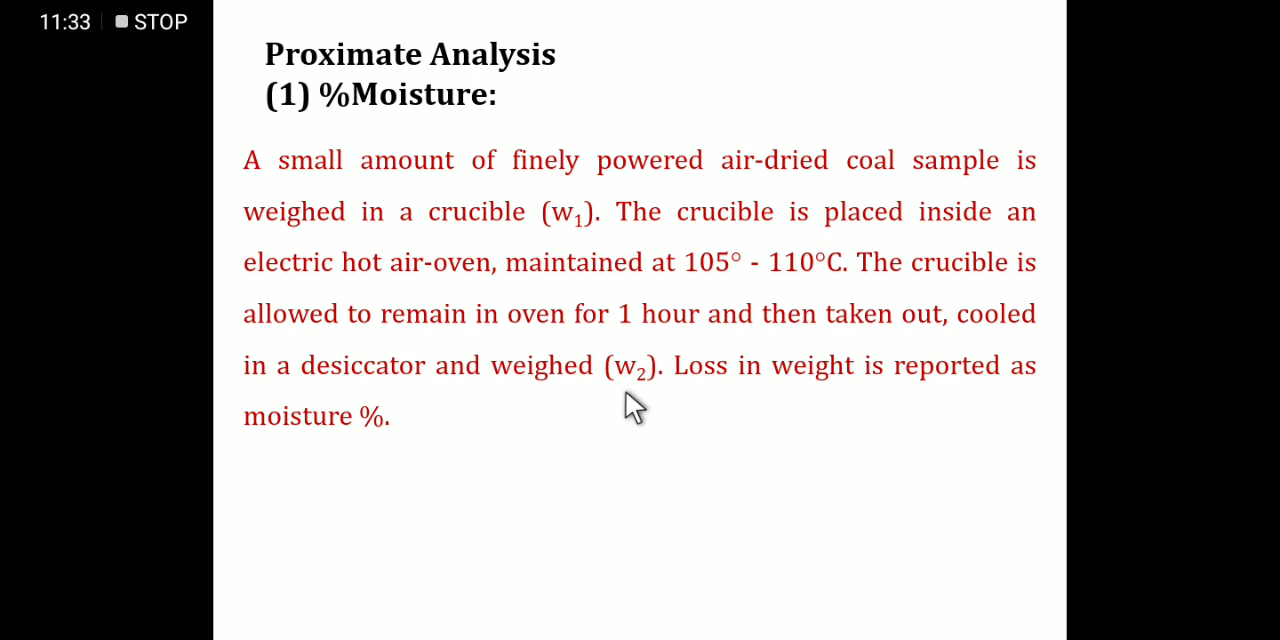 11:33 STOP
Proximate Analysis
(1) %Moisture:
A small amount of finely powered air-dried coal sample is
weighed in a crucible (w₁). The crucible is placed inside an
electric hot air-oven, maintained at 105° - 110°C. The crucible is
allowed to remain in oven for 1 hour and then taken out, cooled
in a desiccator and weighed (w₂). Loss in weight is reported as
moisture %.